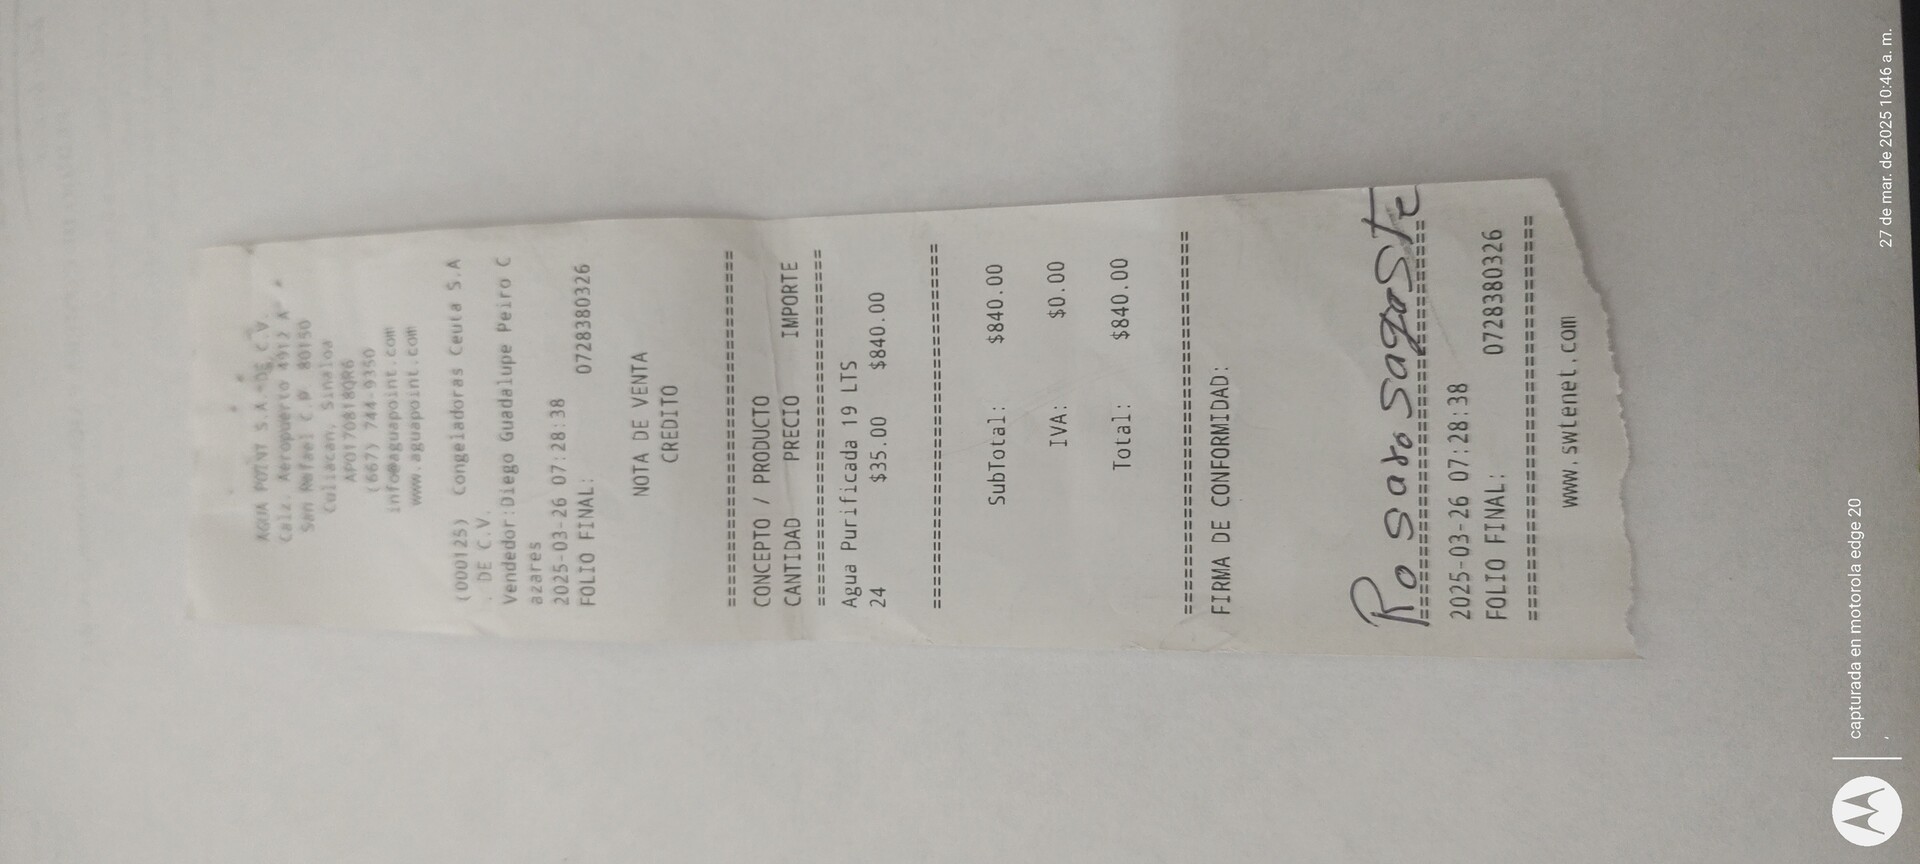 AGUA POINT S.A. DE C.V.
Calz. Aeropuerto 4912 A
San Rafael C.P 80150
Culiacan, Sinaloa
APO170818QR6
(667) 744-9350
info@aguapoint.com
www.aguapoint.com
(000125) Congeladoras Ceuta S.A
. DE C.V.
Vendedor:Diego Guadalupe Peiro C
azares
2025-03-26 07:28:38
FOLIO FINAL: 0728380326
NOTA DE VENTA
CREDITO
================================
CONCEPTO / PRODUCTO
CANTIDAD PRECIO IMPORTE
================================
Agua Purificada 19 LTS
24 $35.00 $840.00
================================
SubTotal: $840.00
IVA: $0.00
Total: $840.00
================================
FIRMA DE CONFORMIDAD:
Rosaro sagaste
================================
2025-03-26 07:28:38
FOLIO FINAL: 0728380326
================================
www.swtenet.com
capturada en motorola edge 20
27 de mar. de 2025 10:46 a. m.